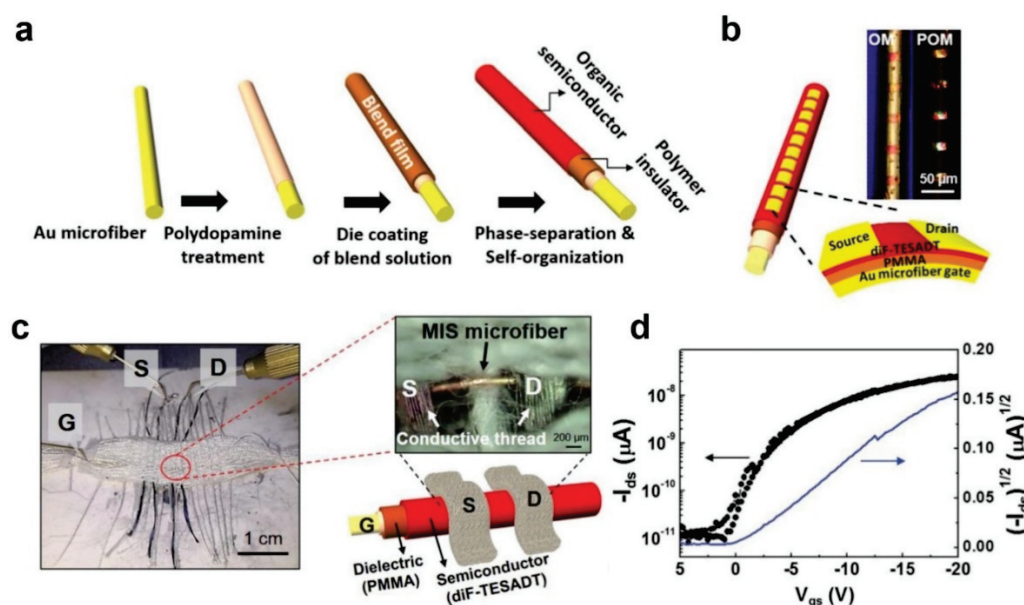 a
Au microfiber
Polydopamine
treatment
Blend film
Die coating
of blend solution
Organic
semiconductor
Polymer
insulator
Phase-separation &
Self-organization
b
OM
POM
50 μm
Source
Drain
diF-TESADT
PMMA
Au microfiber gate
c
S
D
G
1 cm
MIS microfiber
S
D
Conductive thread
200 μm
S
D
G
Dielectric
(PMMA)
Semiconductor
(diF-TESADT)
d
-I_ds (μA)
10⁻⁸
10⁻⁹
10⁻¹⁰
10⁻¹¹
5 0 -5 -10 -15 -20
V_gs (V)
0.20
0.15
0.10
0.05
0.00
(-I_ds)^1/2 (μA)^1/2